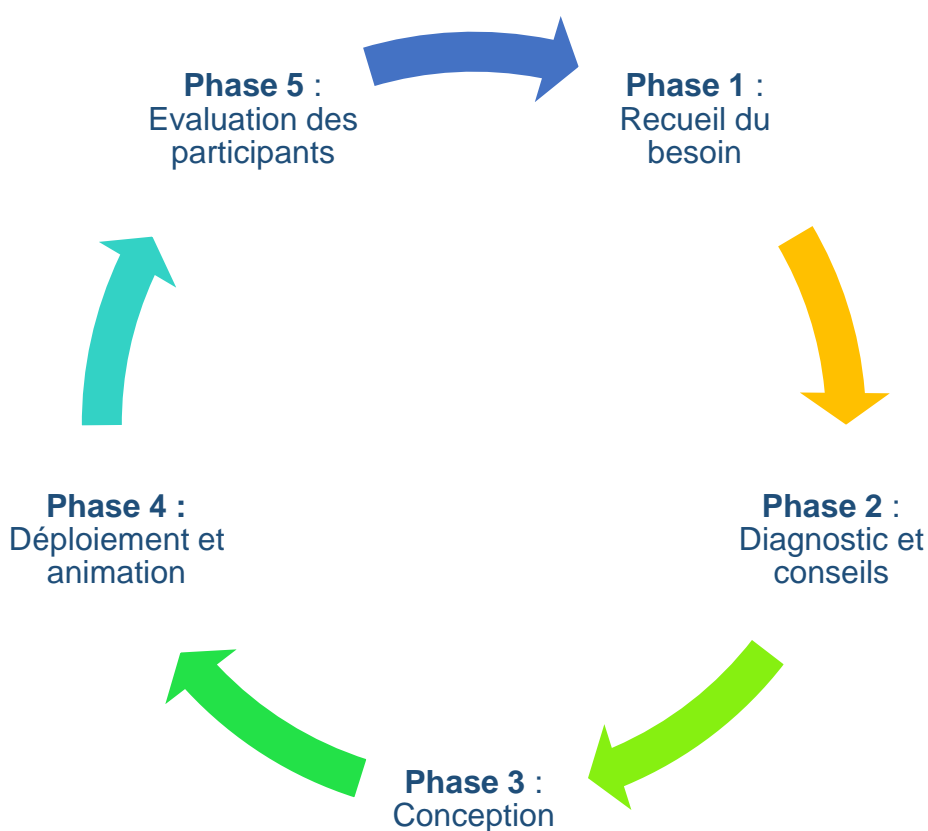 Phase 1 :
Recueil du
besoin
Phase 2 :
Diagnostic et
conseils
Phase 3 :
Conception
Phase 4 :
Déploiement et
animation
Phase 5 :
Evaluation des
participants